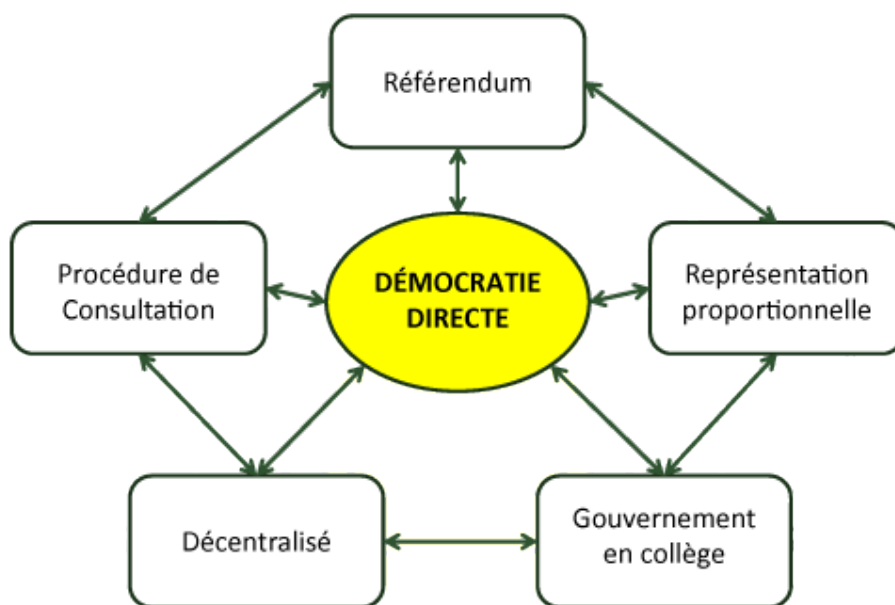 Référendum
Procédure de
Consultation
DÉMOCRATIE
DIRECTE
Représentation
proportionnelle
Décentralisé
Gouvernement
en collège